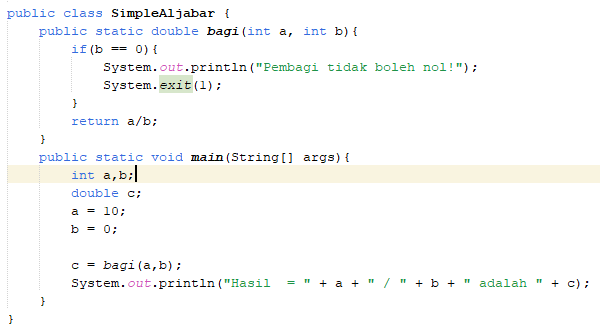 public class SimpleAljabar {
    public static double bagi(int a, int b){
        if(b == 0){
            System.out.println("Pembagi tidak boleh nol!");
            System.exit(1);
        }
        return a/b;
    }
    public static void main(String[] args){
        int a,b;
        double c;
        a = 10;
        b = 0;

        c = bagi(a,b);
        System.out.println("Hasil  = " + a + " / " + b + " adalah " + c);
    }
}